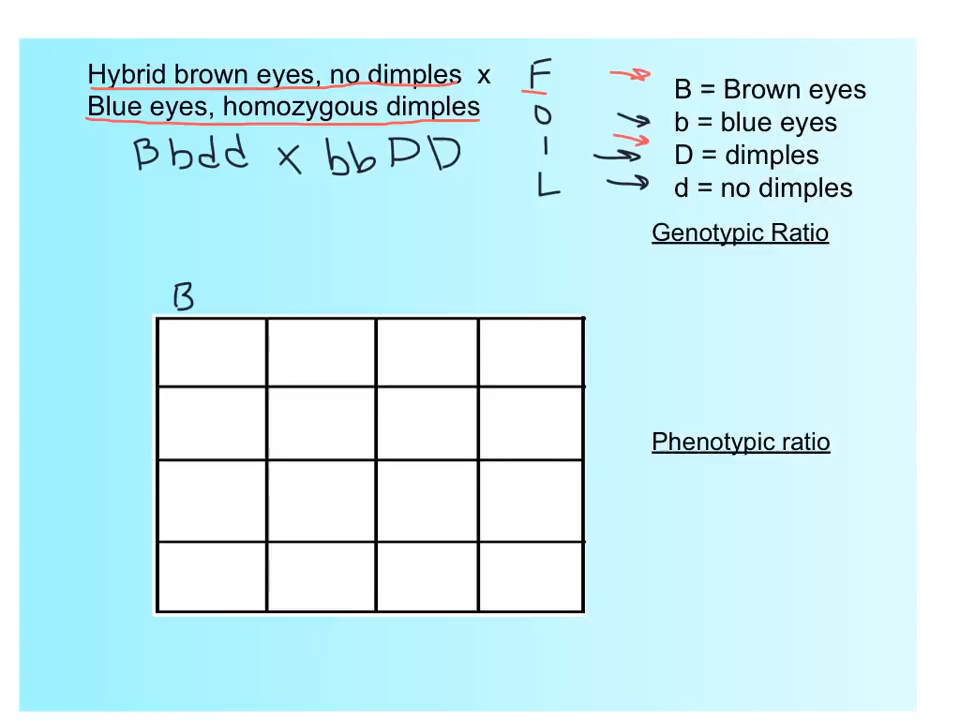 Hybrid brown eyes, no dimples x
Blue eyes, homozygous dimples
Bbdd x bbDD
F
O
I
L
B = Brown eyes
b = blue eyes
D = dimples
d = no dimples
Genotypic Ratio
B
Phenotypic ratio